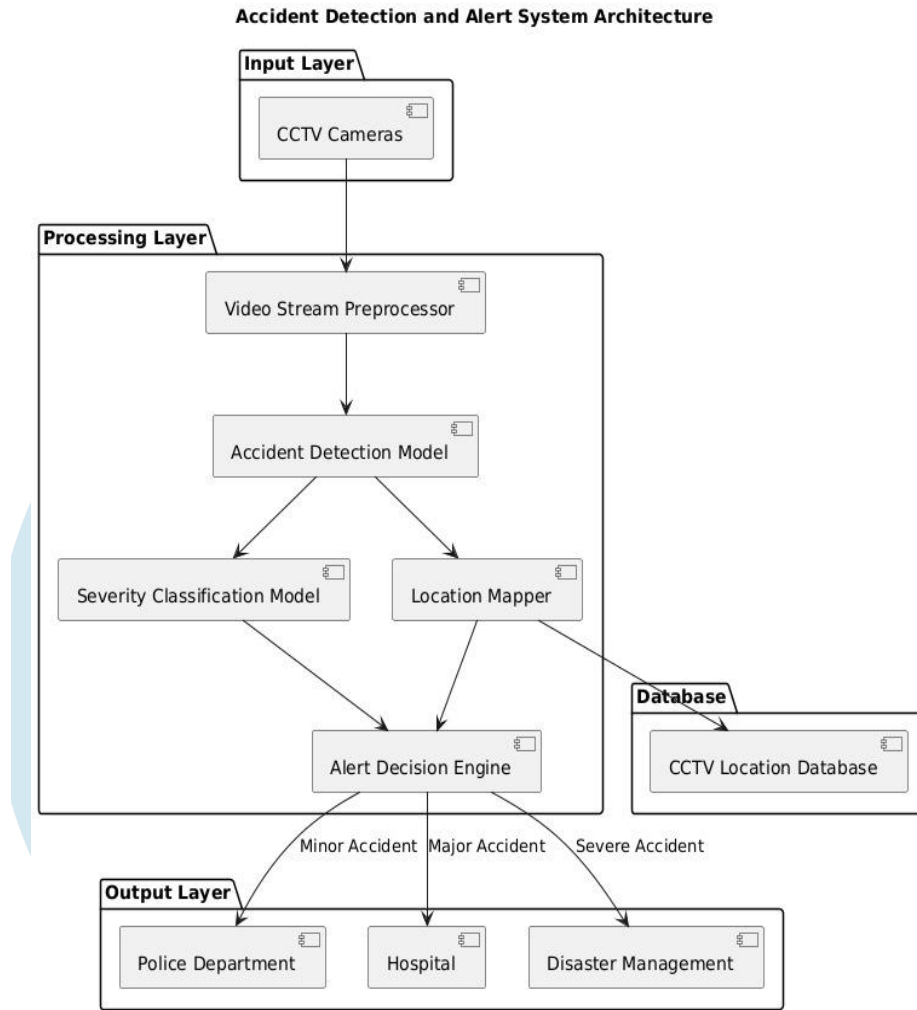 Accident Detection and Alert System Architecture
Input Layer
CCTV Cameras
Processing Layer
Video Stream Preprocessor
Accident Detection Model
Severity Classification Model
Location Mapper
Database
Alert Decision Engine
CCTV Location Database
Minor Accident
Major Accident
Severe Accident
Output Layer
Police Department
Hospital
Disaster Management